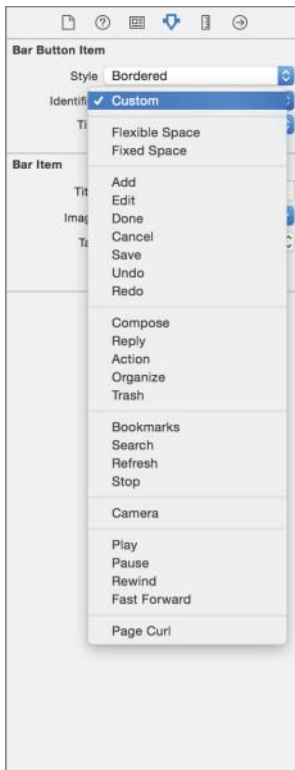 Bar Button Item
Style Bordered
Identifi ✓ Custom
Ti
Flexible Space
Fixed Space
Bar Item
Add
Tit
Edit
Done
Imag
Cancel
Ta
Save
Undo
Redo
Compose
Reply
Action
Organize
Trash
Bookmarks
Search
Refresh
Stop
Camera
Play
Pause
Rewind
Fast Forward
Page Curl